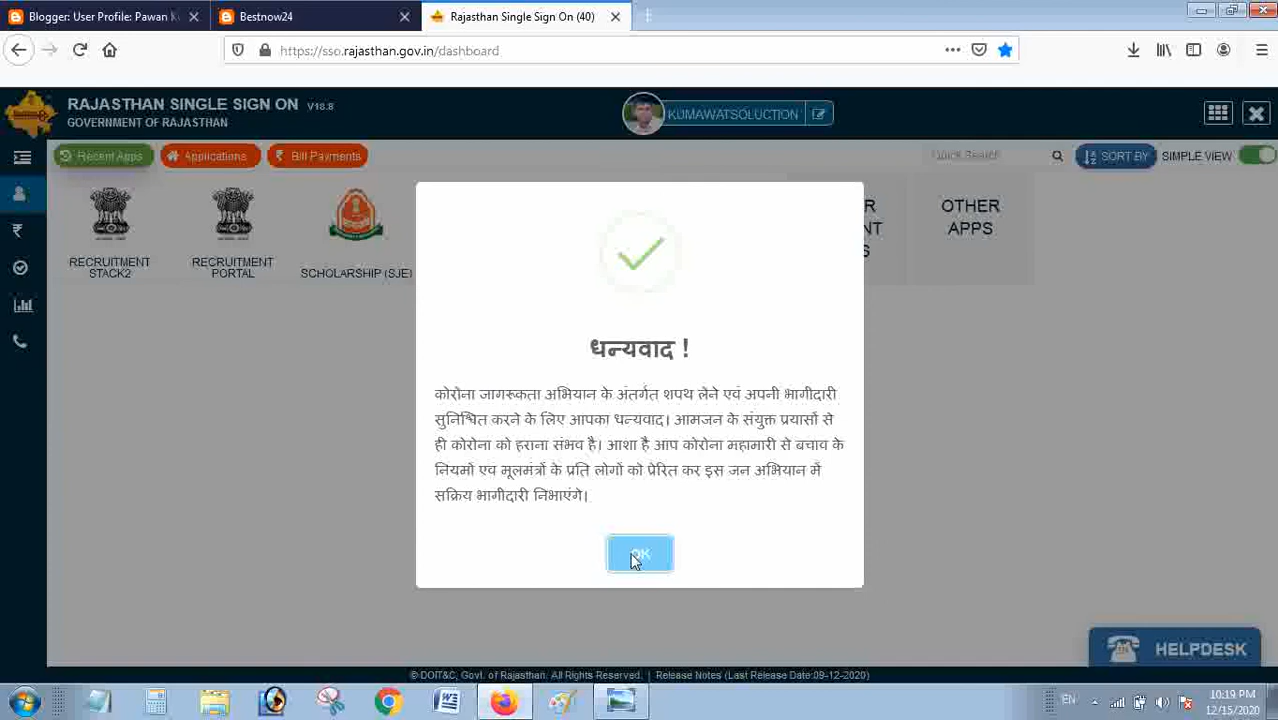 Blogger: User Profile: Pawan
Bestnow24
Rajasthan Single Sign On (40)
https://sso.rajasthan.gov.in/dashboard
RAJASTHAN SINGLE SIGN ON V18.8
GOVERNMENT OF RAJASTHAN
KUMAWATSOLUCTION
Recent Apps
Applications
Bill Payments
Quick Search
SORT BY
SIMPLE VIEW
RECRUITMENT
STACK2
RECRUITMENT
PORTAL
SCHOLARSHIP (SJE)
OTHER
APPS
धन्यवाद !
कोरोना जागरूकता अभियान के अंतर्गत शपथ लेने एवं अपनी भागीदारी
सुनिश्चित करने के लिए आपका धन्यवाद। आमजन के संयुक्त प्रयासों से
ही कोरोना को हराना संभव है। आशा है आप कोरोना महामारी से बचाव के
नियमों एव मूलमंत्रों के प्रति लोगों को प्रेरित कर इस जन अभियान में
सक्रिय भागीदारी निभाएंगे।
OK
HELPDESK
© DOIT&C, Govt. of Rajasthan. All Rights Reserved. | Release Notes (Last Release Date:09-12-2020)
EN
10:19 PM
12/15/2020